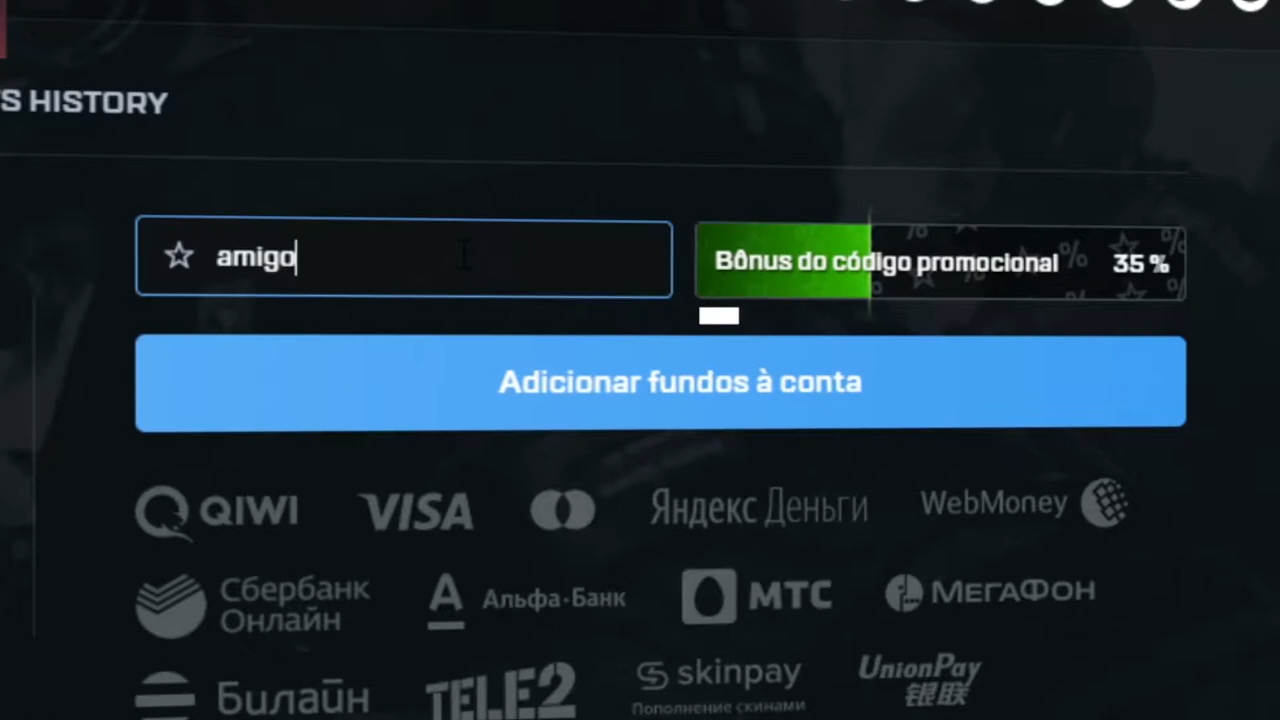 S HISTORY
amigo
Bônus do código promocional 35 %
Adicionar fundos à conta
QIWI VISA Яндекс Деньги WebMoney
Сбербанк Онлайн Альфа-Банк МТС МЕГАФОН
Билайн TELE2 skinpay UnionPay
Пополнение скинами 银联